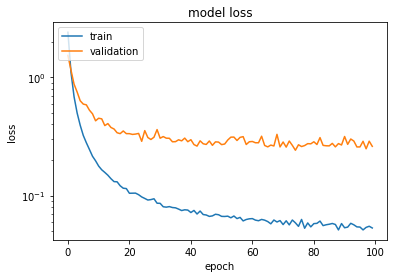 model loss
train
validation
loss
10⁰
10⁻¹
0
20
40
60
80
100
epoch